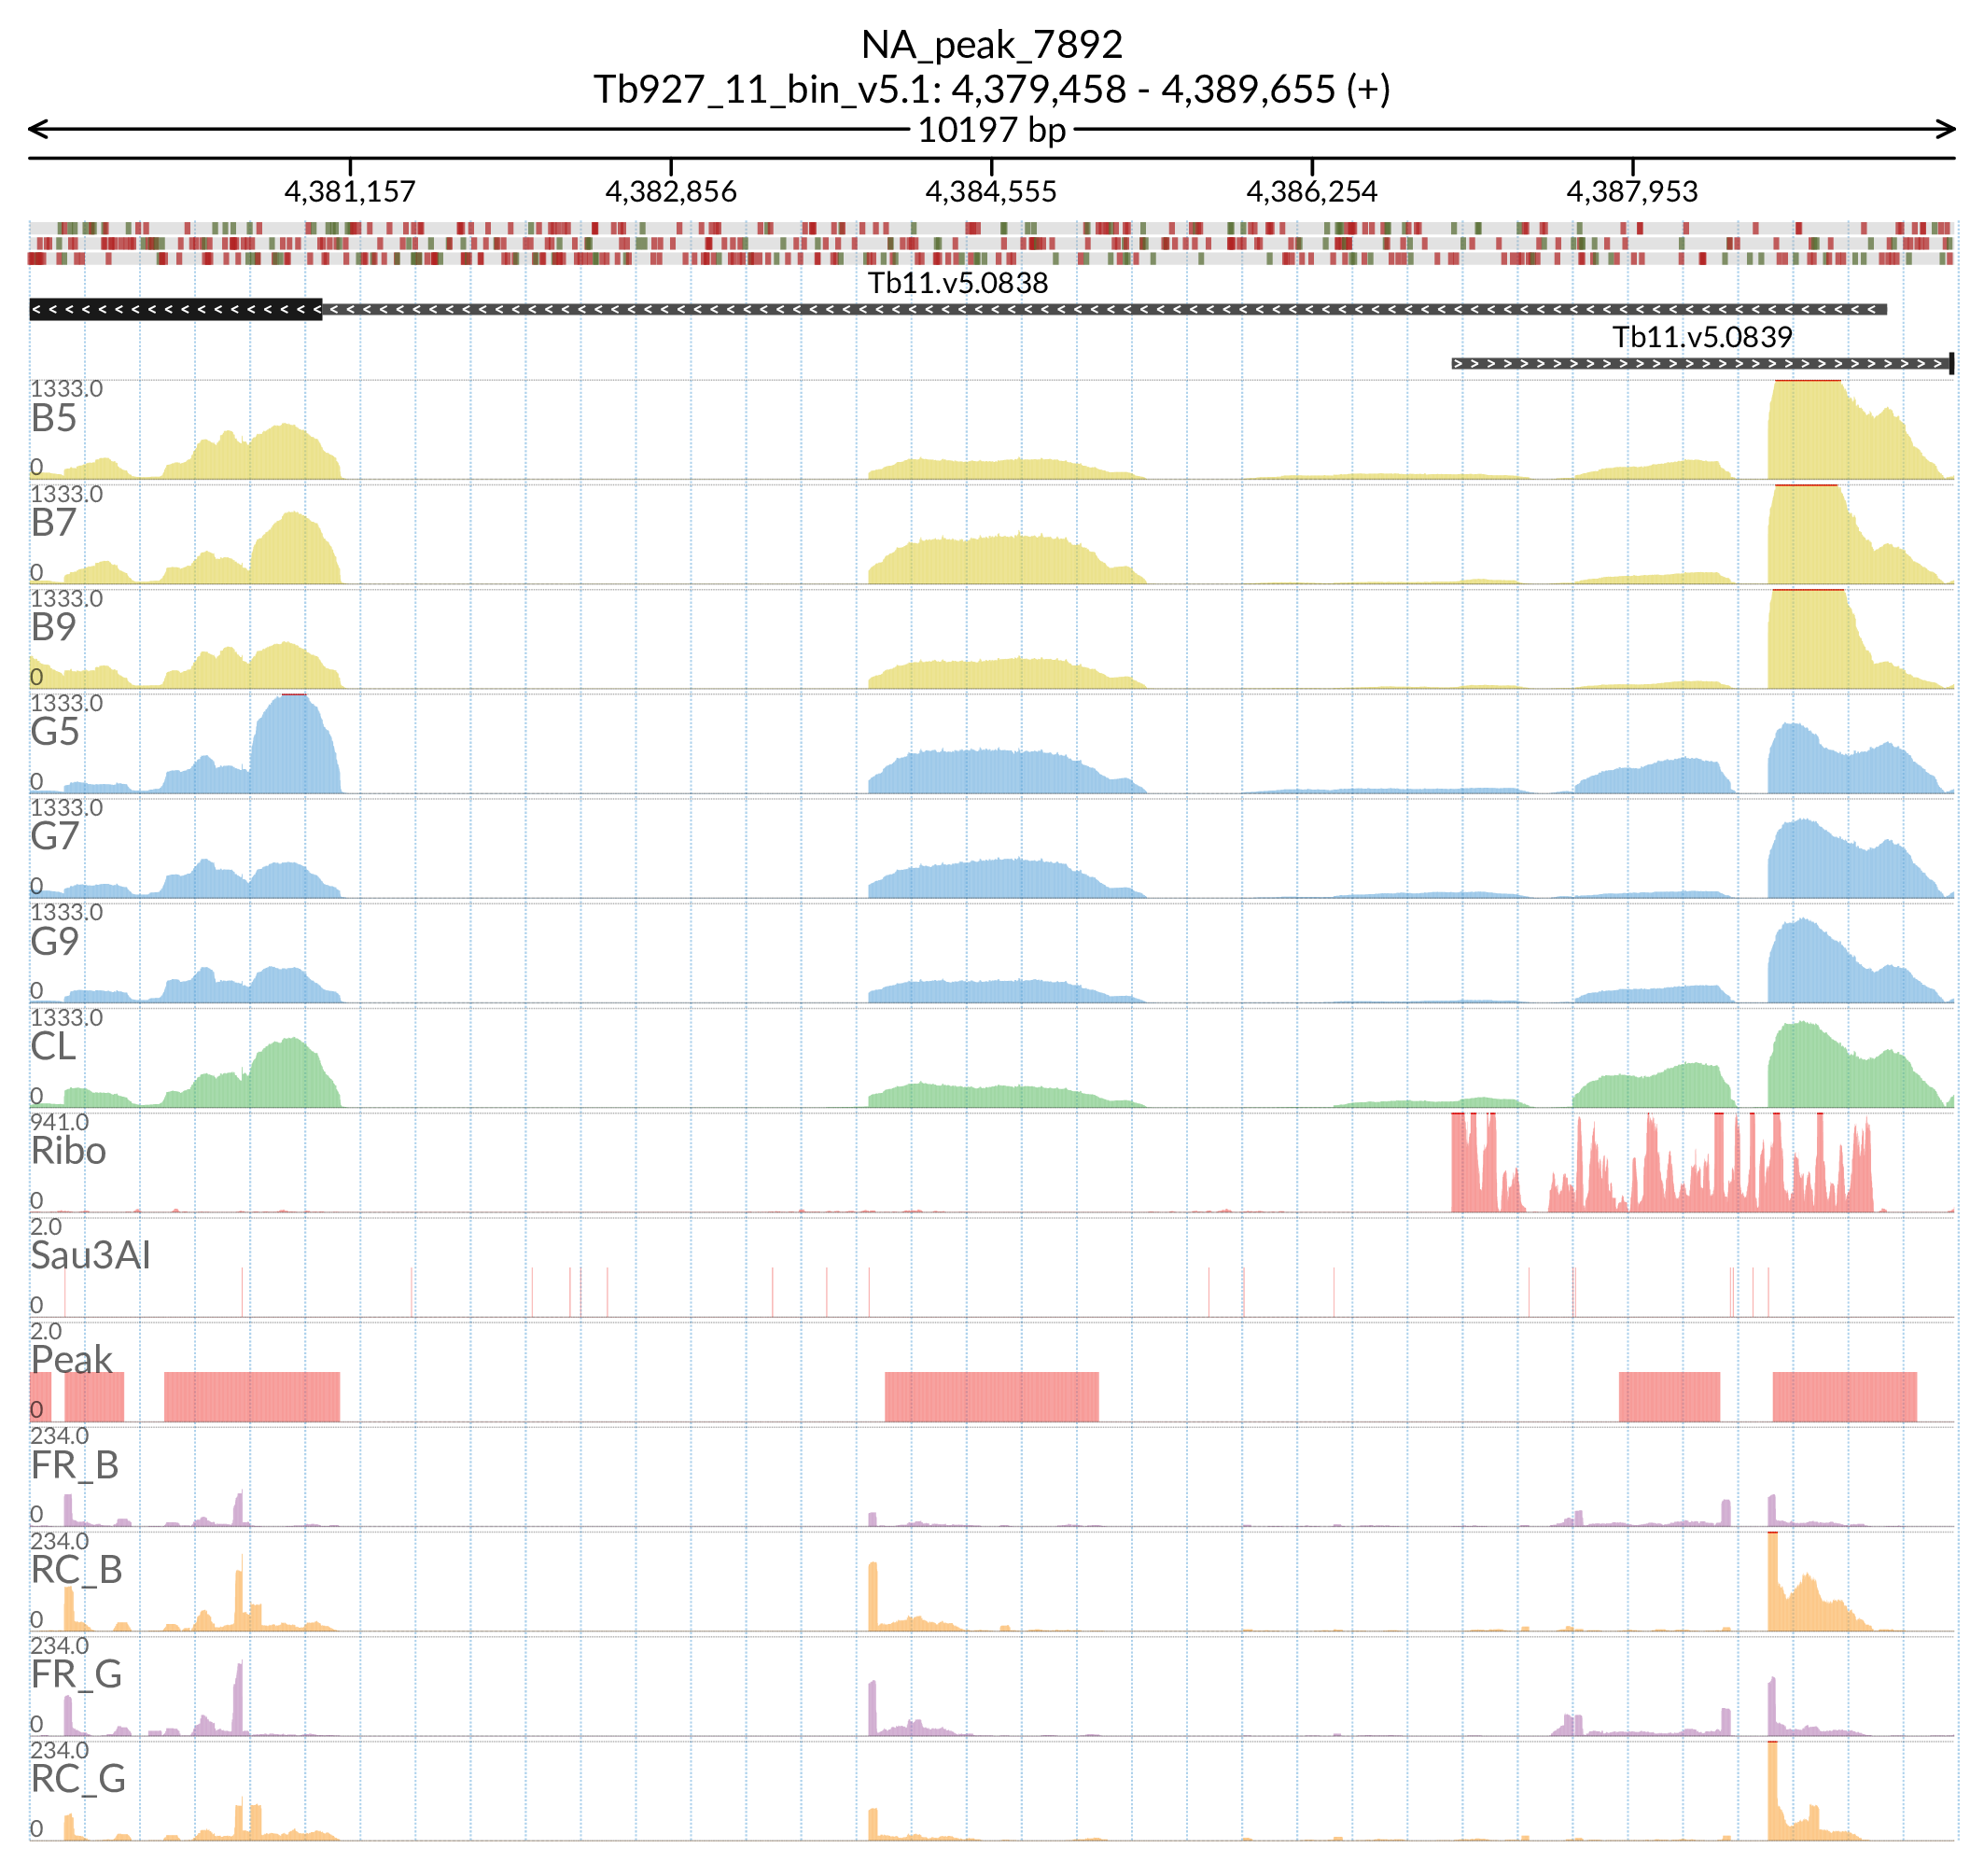 NA_peak_7892
Tb927_11_bin_v5.1: 4,379,458 - 4,389,655 (+)
10197 bp
4,381,157 4,382,856 4,384,555 4,386,254 4,387,953
Tb11.v5.0838
Tb11.v5.0839
1333.0
B5
0
1333.0
B7
0
1333.0
B9
0
1333.0
G5
0
1333.0
G7
0
1333.0
G9
0
1333.0
CL
0
941.0
Ribo
0
2.0
Sau3AI
0
2.0
Peak
0
234.0
FR_B
0
234.0
RC_B
0
234.0
FR_G
0
234.0
RC_G
0